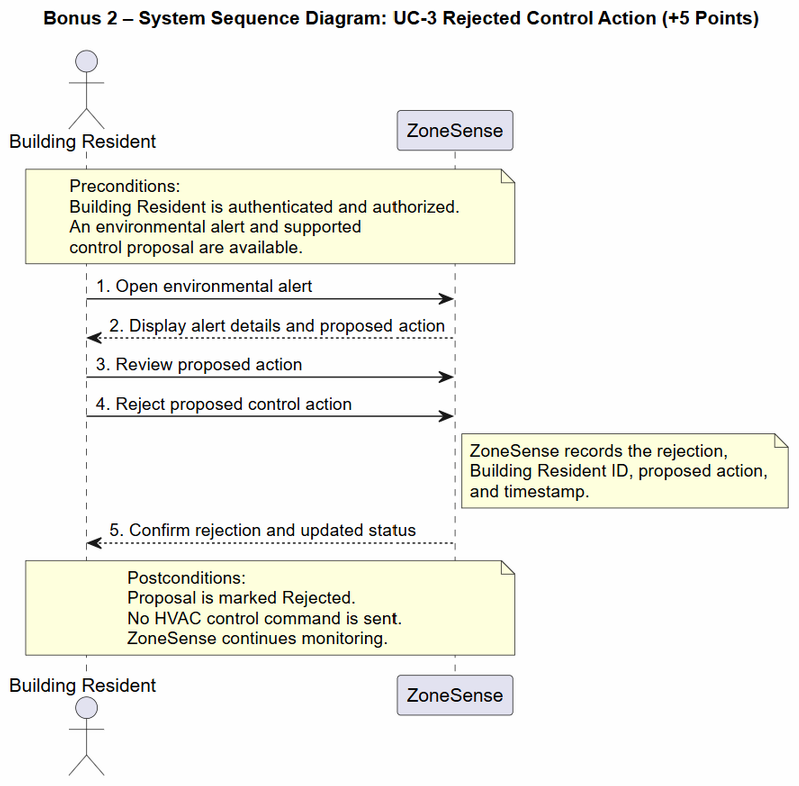 Bonus 2 – System Sequence Diagram: UC-3 Rejected Control Action (+5 Points)
Building Resident
ZoneSense
Preconditions:
Building Resident is authenticated and authorized.
An environmental alert and supported
control proposal are available.
1. Open environmental alert
2. Display alert details and proposed action
3. Review proposed action
4. Reject proposed control action
ZoneSense records the rejection,
Building Resident ID, proposed action,
and timestamp.
5. Confirm rejection and updated status
Postconditions:
Proposal is marked Rejected.
No HVAC control command is sent.
ZoneSense continues monitoring.
Building Resident
ZoneSense